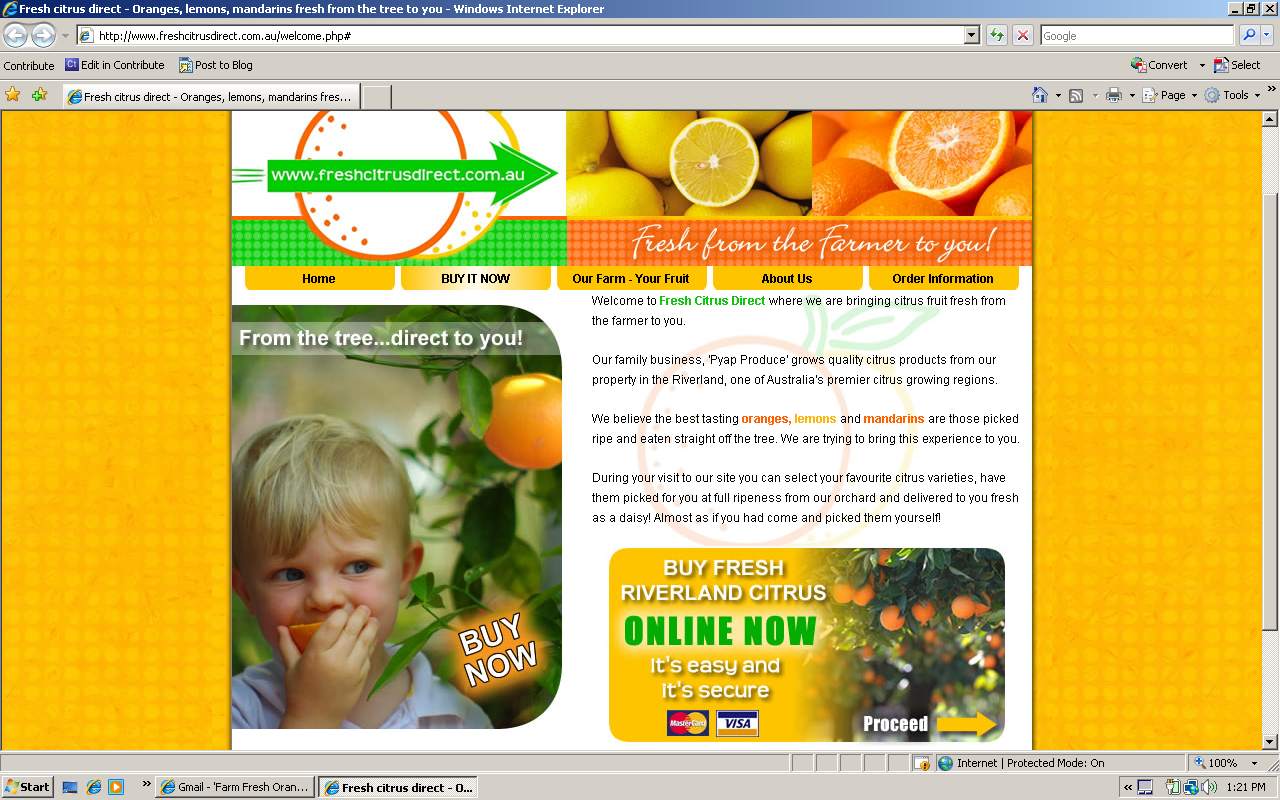 Fresh citrus direct - Oranges, lemons, mandarins fresh from the tree to you - Windows Internet Explorer
http://www.freshcitrusdirect.com.au/welcome.php#
Google
Contribute Edit in Contribute Post to Blog
Convert Select
Fresh citrus direct - Oranges, lemons, mandarins fres...
Page Tools
www.freshcitrusdirect.com.au
Fresh from the Farmer to you!
Home BUY IT NOW Our Farm - Your Fruit About Us Order Information
From the tree...direct to you!
BUY
NOW
Welcome to Fresh Citrus Direct where we are bringing citrus fruit fresh from
the farmer to you.
Our family business, 'Pyap Produce' grows quality citrus products from our
property in the Riverland, one of Australia's premier citrus growing regions.
We believe the best tasting oranges, lemons and mandarins are those picked
ripe and eaten straight off the tree. We are trying to bring this experience to you.
During your visit to our site you can select your favourite citrus varieties, have
them picked for you at full ripeness from our orchard and delivered to you fresh
as a daisy! Almost as if you had come and picked them yourself!
BUY FRESH
RIVERLAND CITRUS
ONLINE NOW
It's easy and
It's secure
MasterCard VISA
Proceed
Internet | Protected Mode: On
100%
Start
Gmail - 'Farm Fresh Oran...
Fresh citrus direct - O...
1:21 PM